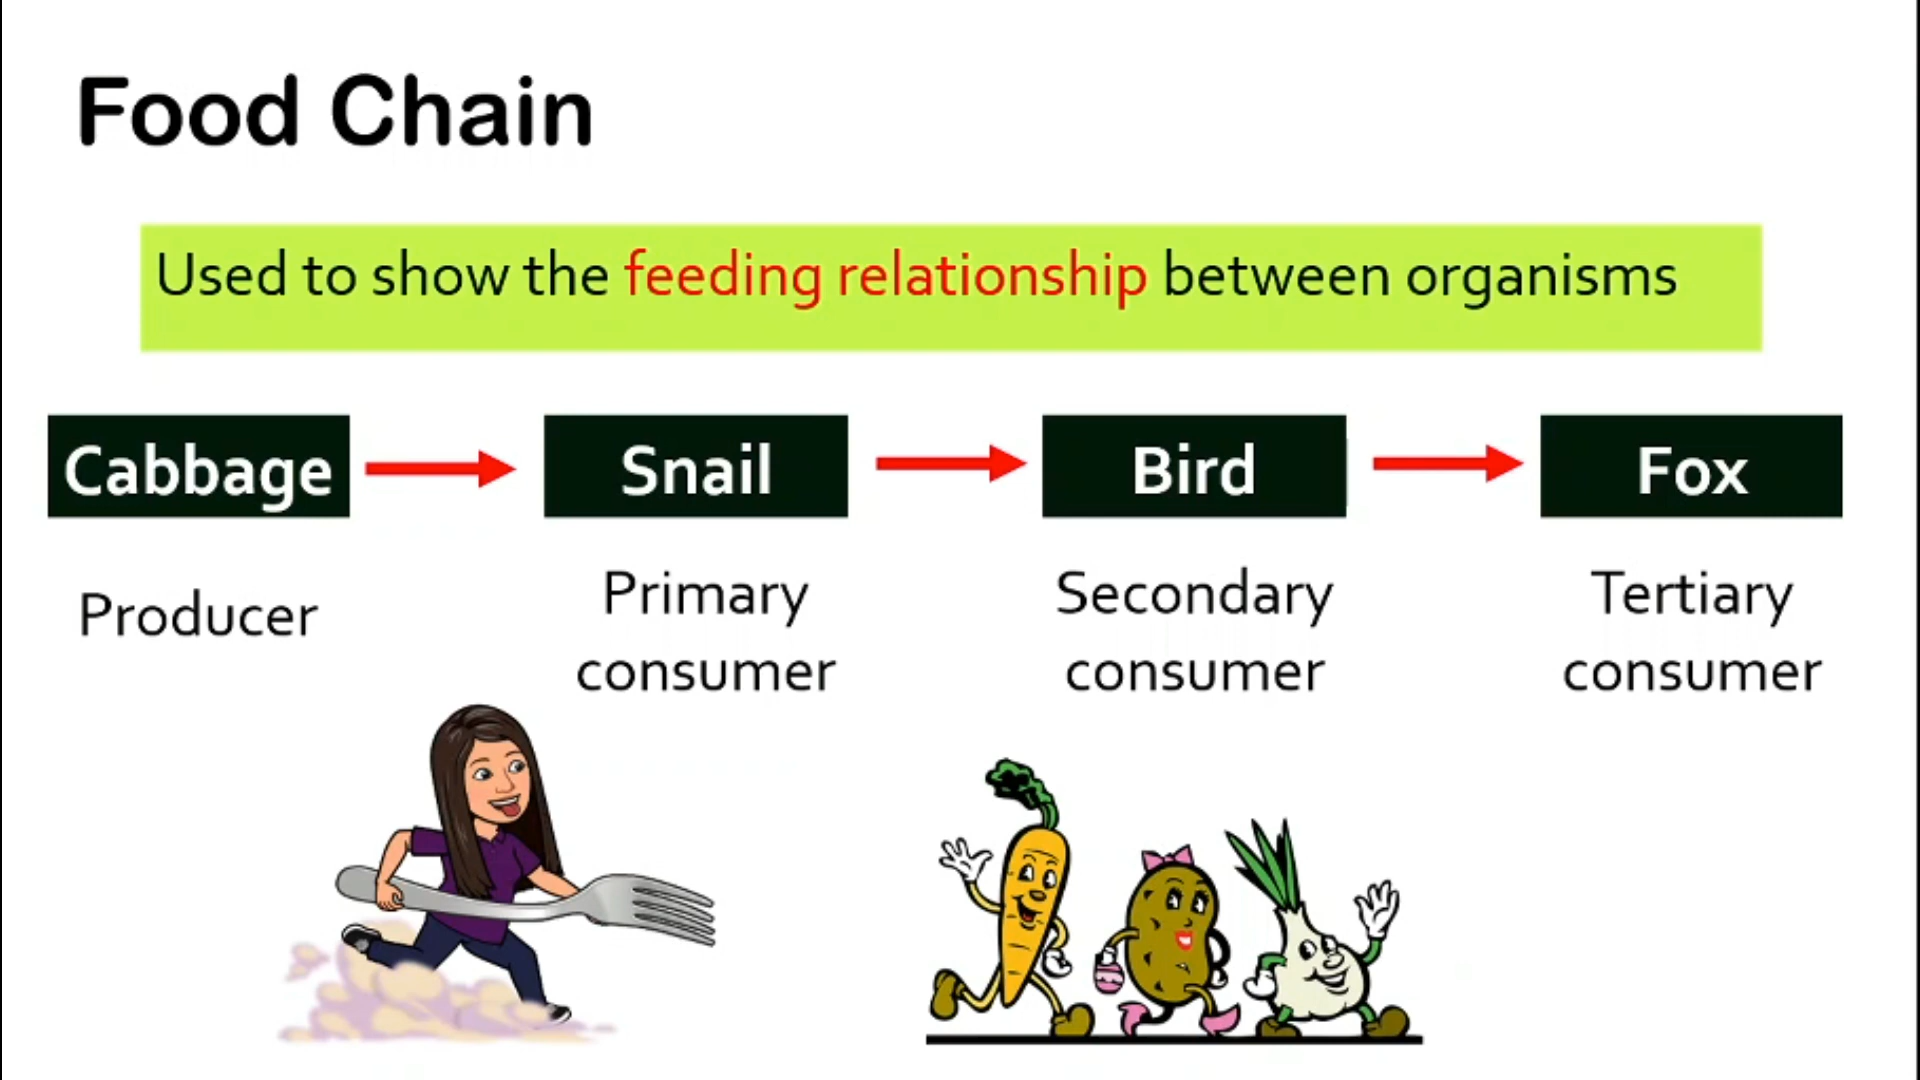 Food Chain
Used to show the feeding relationship between organisms
Cabbage
Snail
Bird
Fox
Producer
Primary
consumer
Secondary
consumer
Tertiary
consumer